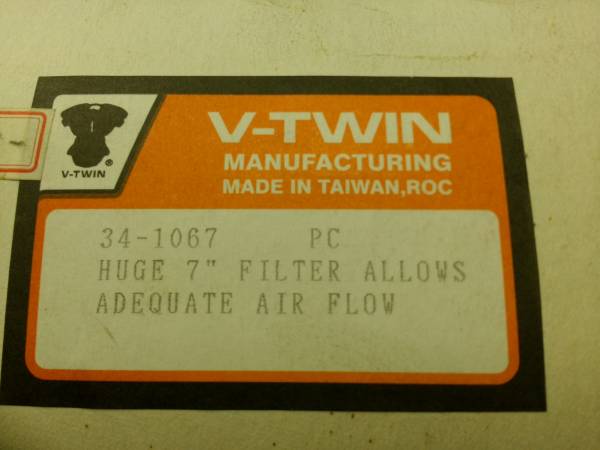 V-TWIN
®
V-TWIN
MANUFACTURING
MADE IN TAIWAN,ROC
34-1067 PC
HUGE 7" FILTER ALLOWS
ADEQUATE AIR FLOW